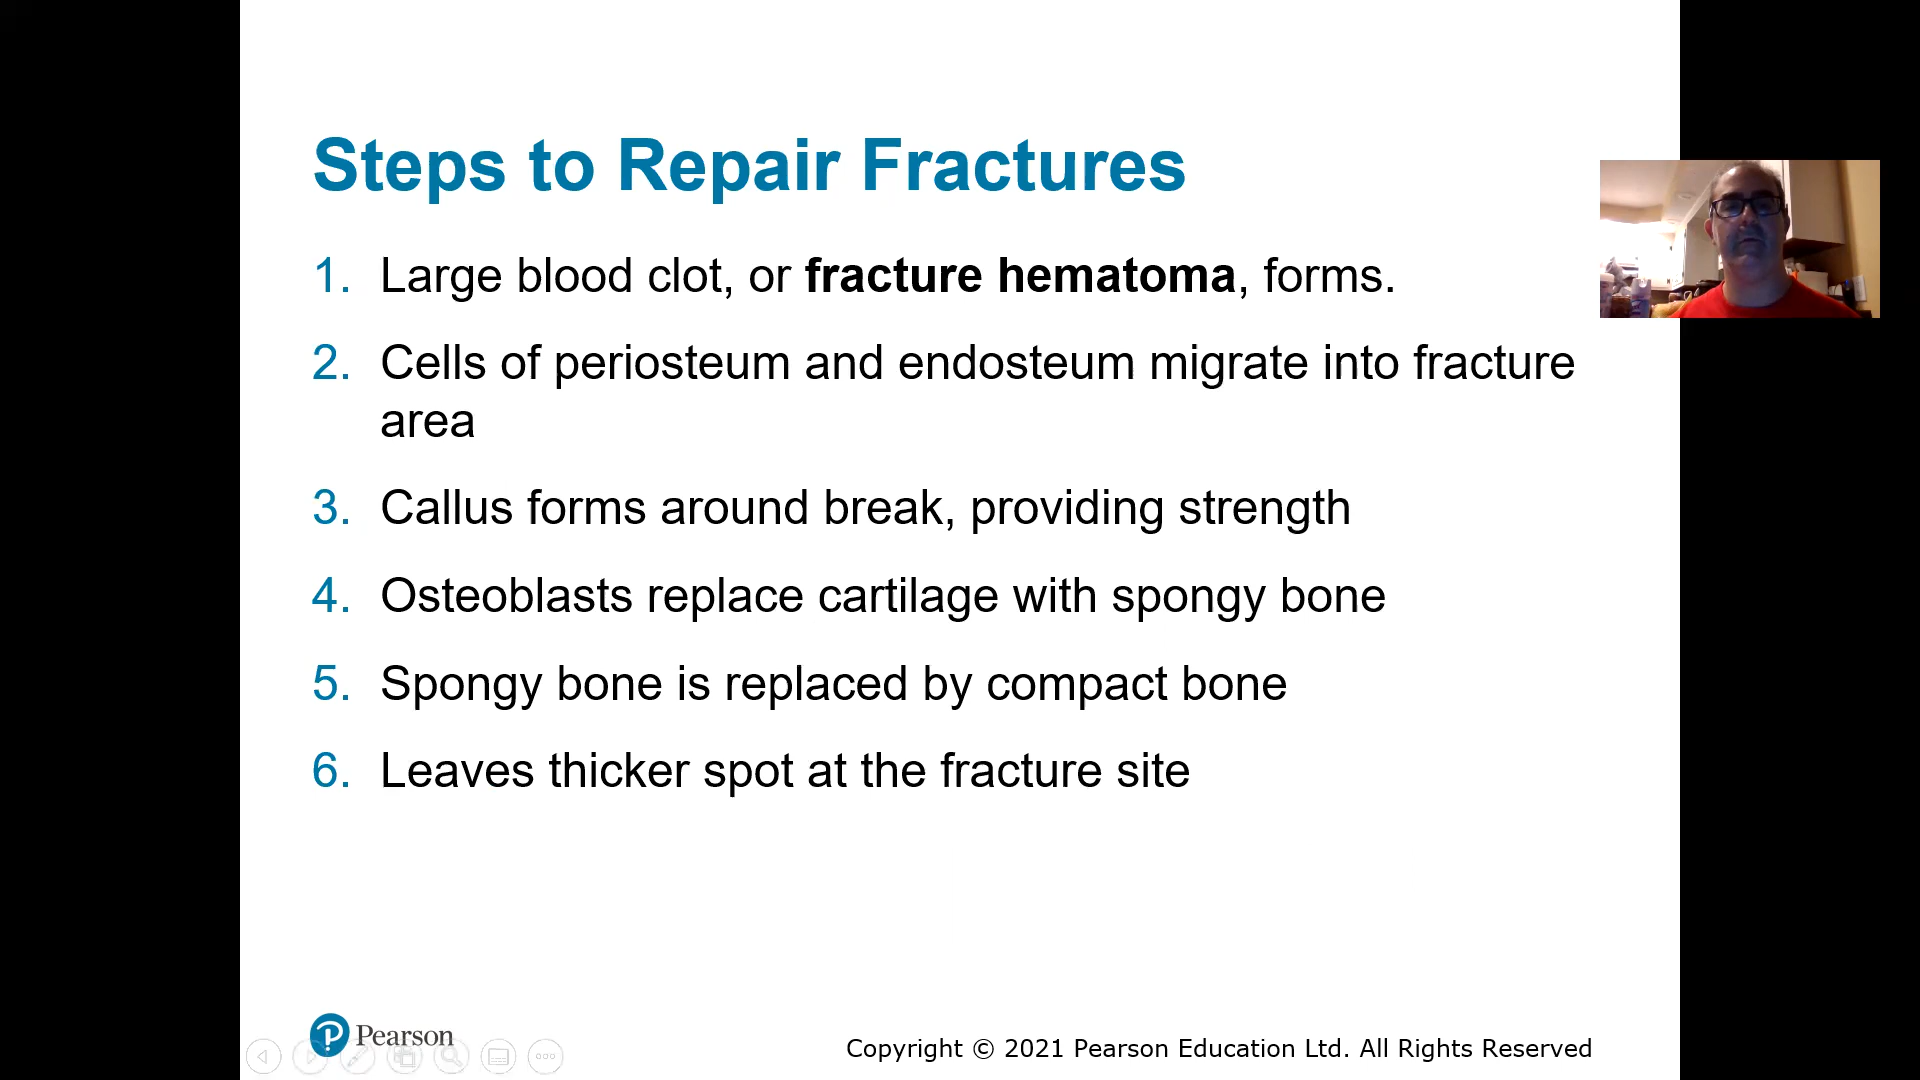 Steps to Repair Fractures
1. Large blood clot, or fracture hematoma, forms.
2. Cells of periosteum and endosteum migrate into fracture
area
3. Callus forms around break, providing strength
4. Osteoblasts replace cartilage with spongy bone
5. Spongy bone is replaced by compact bone
6. Leaves thicker spot at the fracture site
Pearson
Copyright © 2021 Pearson Education Ltd. All Rights Reserved